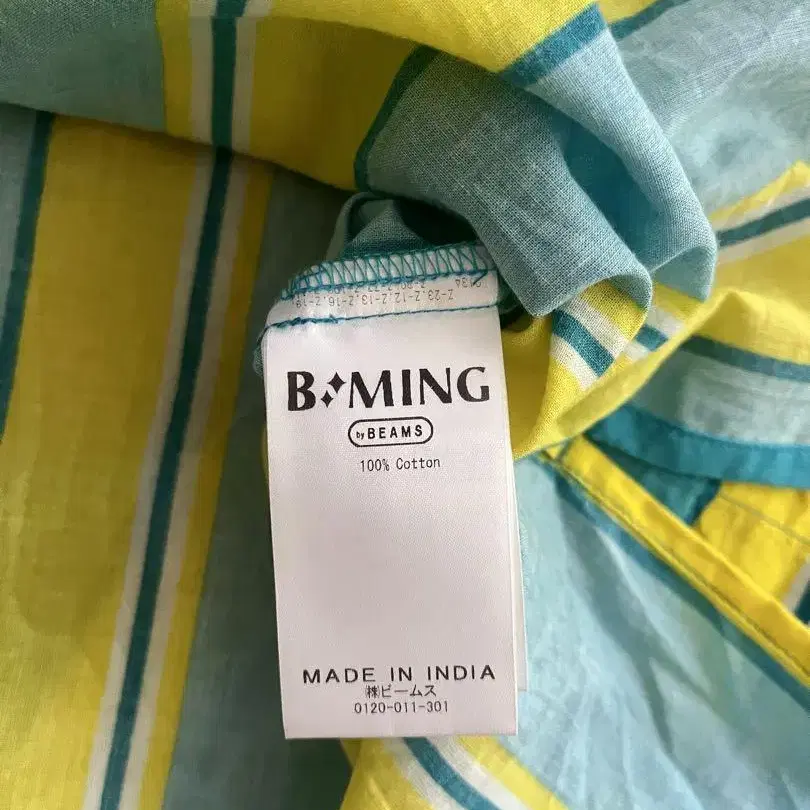 B MING
by BEAMS
100% Cotton
MADE IN INDIA
㈱ビームス
0120-011-301